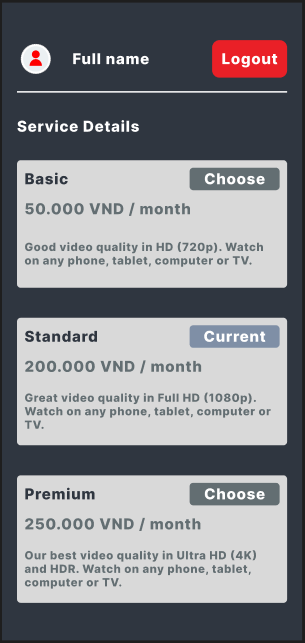 Full name
Logout
Service Details
Basic
Choose
50.000 VND / month
Good video quality in HD (720p). Watch
on any phone, tablet, computer or TV.
Standard
Current
200.000 VND / month
Great video quality in Full HD (1080p).
Watch on any phone, tablet, computer or
TV.
Premium
Choose
250.000 VND / month
Our best video quality in Ultra HD (4K)
and HDR. Watch on any phone, tablet,
computer or TV.